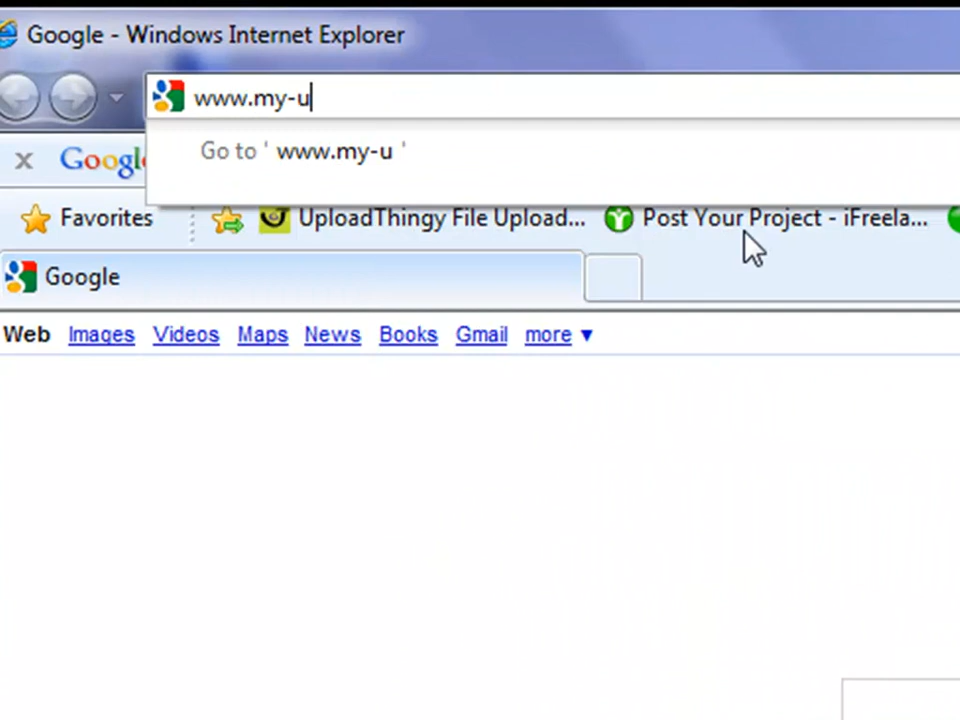 Google - Windows Internet Explorer
www.my-u
Go to ' www.my-u '
X Googl
Favorites UploadThingy File Upload... Post Your Project - iFreela...
Google
Web Images Videos Maps News Books Gmail more ▼